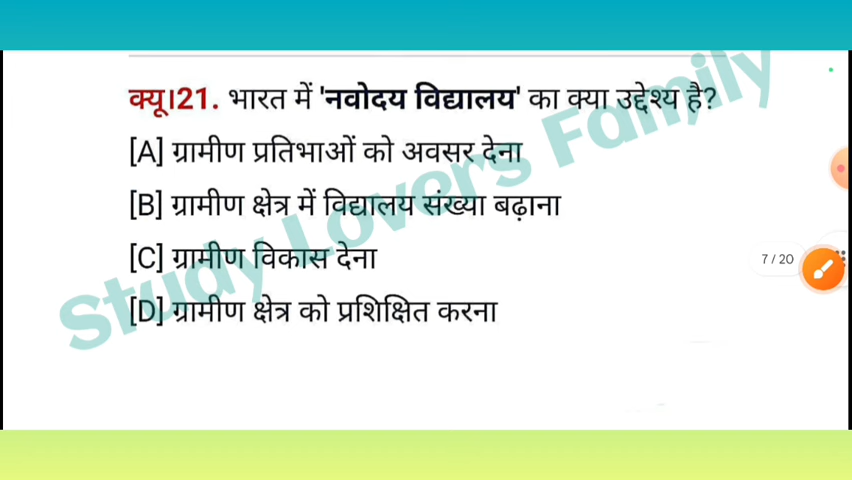 क्यू।21. भारत में 'नवोदय विद्यालय' का क्या उद्देश्य है?
[A] ग्रामीण प्रतिभाओं को अवसर देना
[B] ग्रामीण क्षेत्र में विद्यालय संख्या बढ़ाना
[C] ग्रामीण विकास देना
7 / 20
[D] ग्रामीण क्षेत्र को प्रशिक्षित करना
Study Lovers Family